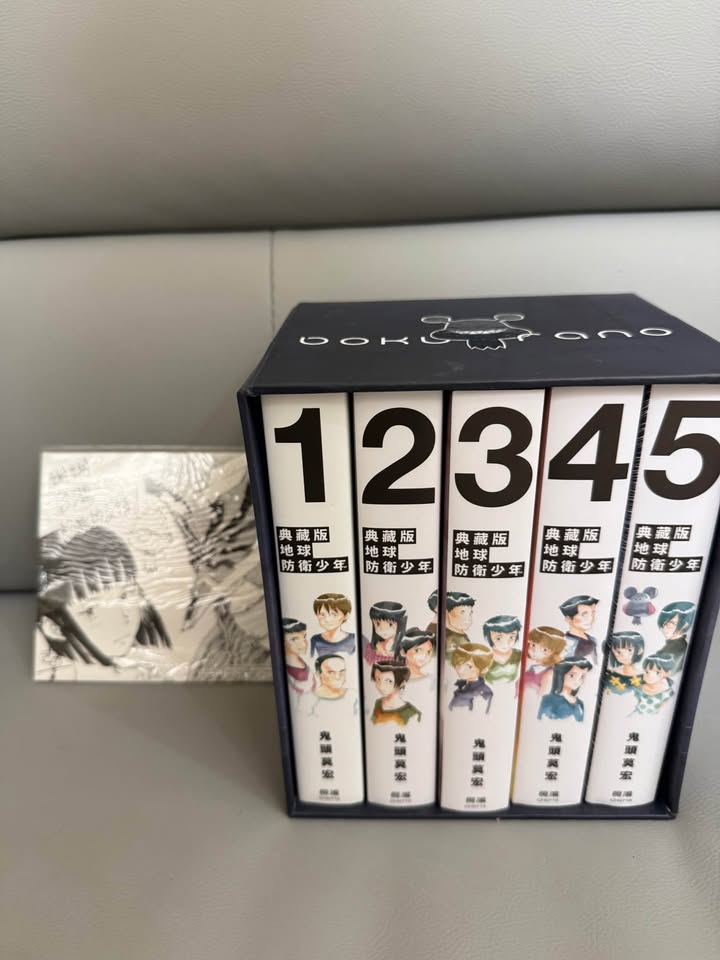 bokurano
1
典藏版
地球
防衛少年
鬼頭莫宏
2
典藏版
地球
防衛少年
鬼頭莫宏
3
典藏版
地球
防衛少年
鬼頭莫宏
4
典藏版
地球
防衛少年
鬼頭莫宏
5
典藏版
地球
防衛少年
鬼頭莫宏